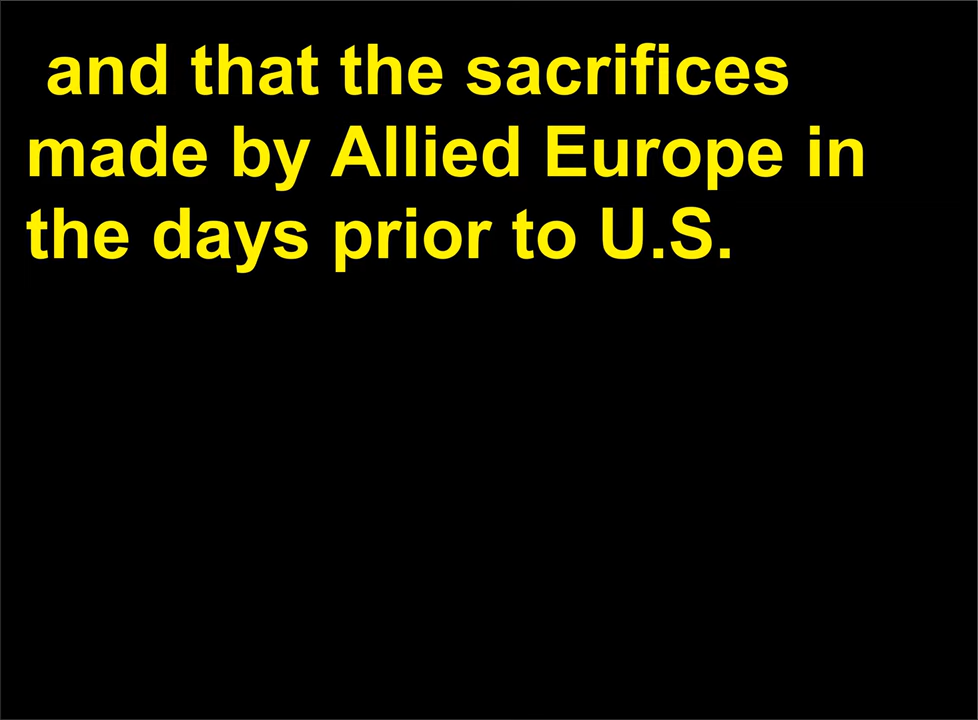 and that the sacrifices
made by Allied Europe in
the days prior to U.S.